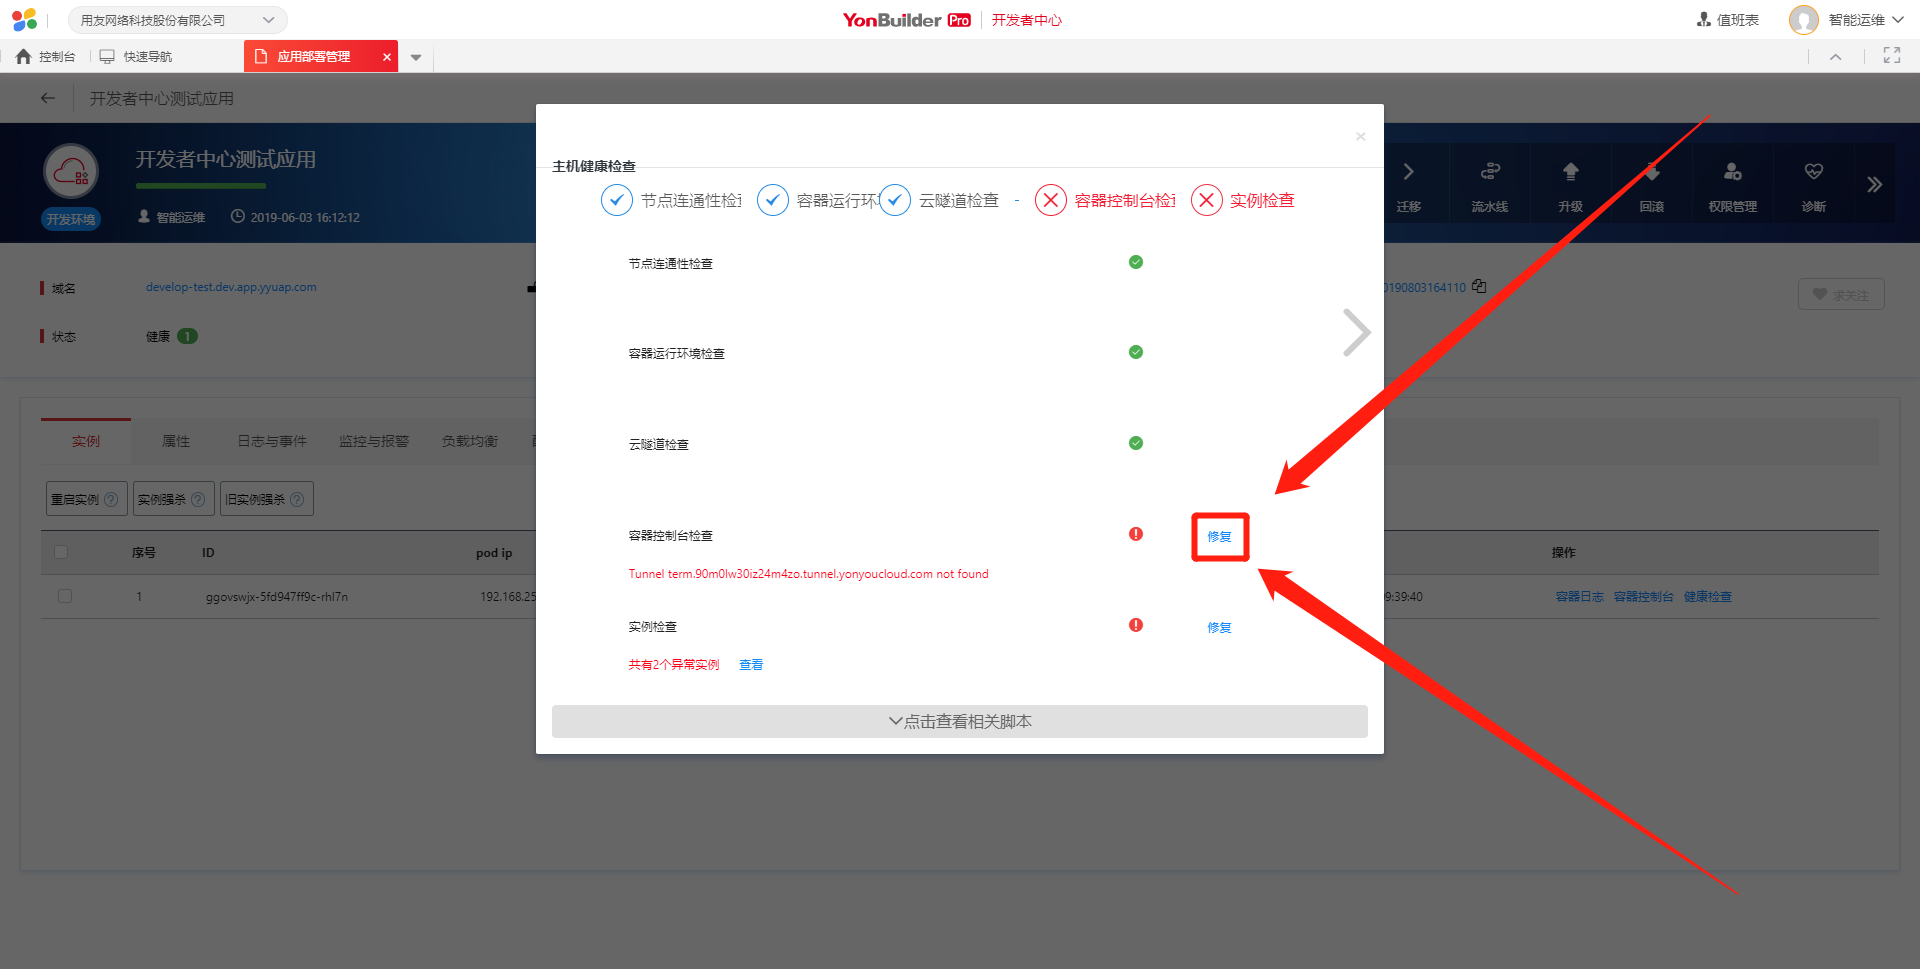 用友网络科技股份有限公司
YonBuilder Pro 开发者中心
值班表
智能运维
控制台
快速导航
应用部署管理
开发者中心测试应用
开发者中心测试应用
开发环境
智能运维
2019-06-03 16:12:12
迁移
流水线
升级
回滚
权限管理
诊断
域名
develop-test.dev.app.yyuap.com
0190803164110
求关注
状态
健康 1
主机健康检查
节点连通性检
容器运行环
云隧道检查
容器控制台检
实例检查
节点连通性检查
容器运行环境检查
云隧道检查
容器控制台检查
修复
Tunnel term.90m0lw30iz24m4zo.tunnel.yonyoucloud.com not found
实例检查
修复
共有2个异常实例 查看
点击查看相关脚本
实例
属性
日志与事件
监控与报警
负载均衡
重启实例
实例强杀
旧实例强杀
序号
ID
pod ip
操作
1
ggovswjx-5fd947ff9c-rhl7n
192.168.25
9:39:40
容器日志 容器控制台 健康检查